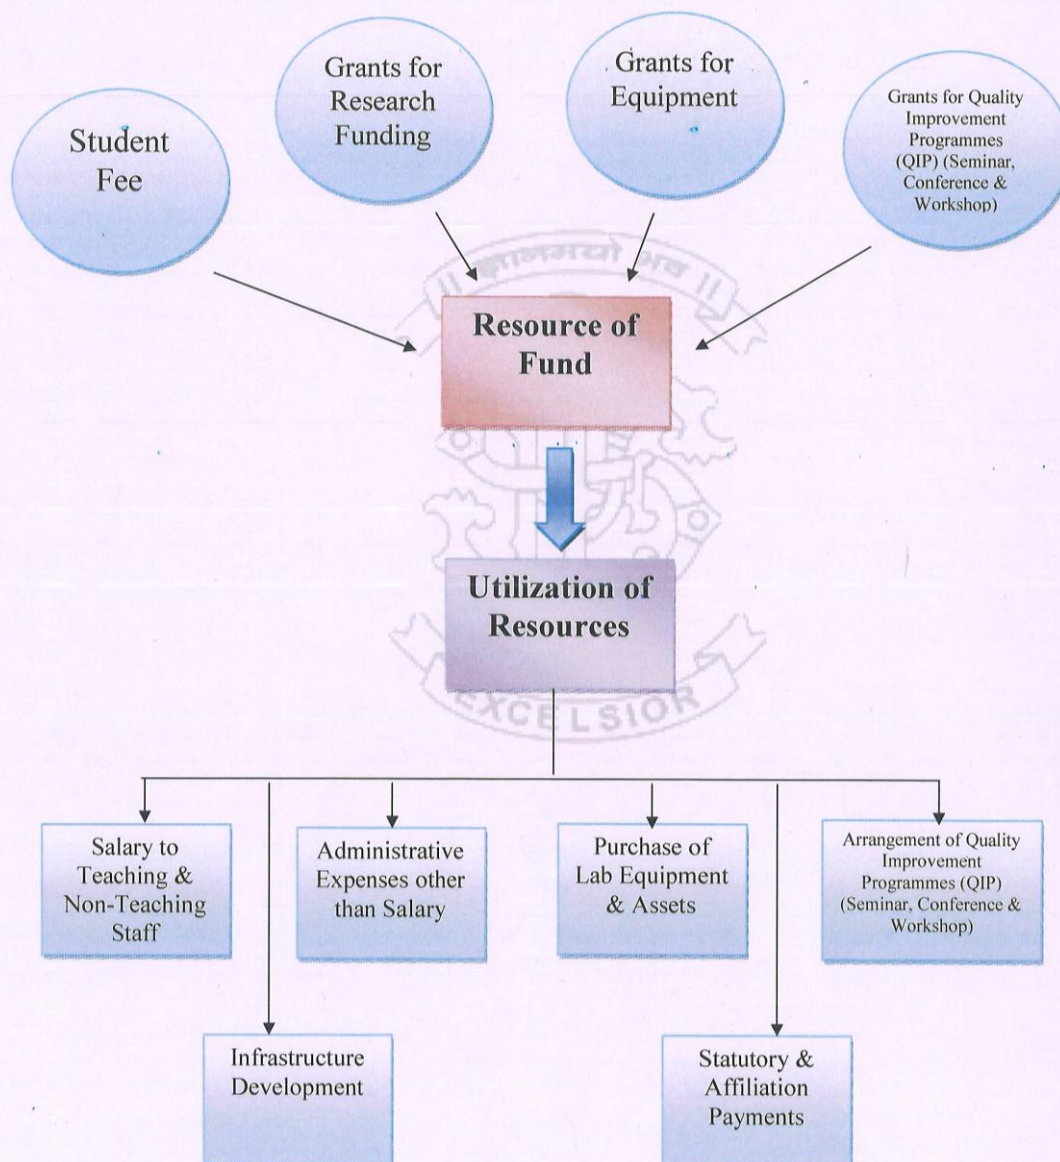 Student
Fee
Grants for
Research
Funding
Grants for
Equipment
Grants for Quality
Improvement
Programmes
(QIP) (Seminar,
Conference &
Workshop)
॥ ज्ञानमयो भव ॥
Resource of
Fund
Utilization of
Resources
EXCELSIOR
Salary to
Teaching &
Non-Teaching
Staff
Administrative
Expenses other
than Salary
Purchase of
Lab Equipment
& Assets
Arrangement of Quality
Improvement
Programmes (QIP)
(Seminar, Conference &
Workshop)
Infrastructure
Development
Statutory &
Affiliation
Payments